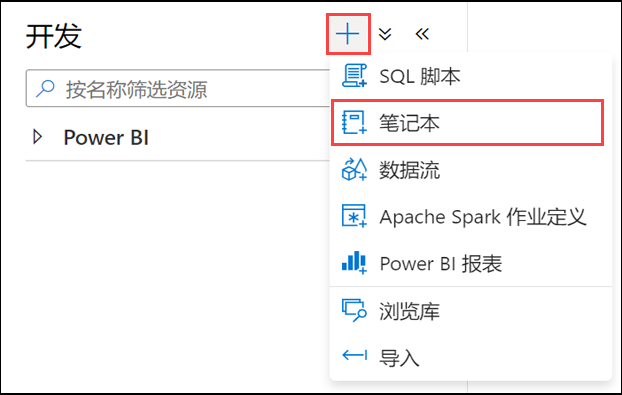 开发
按名称筛选资源
Power BI
SQL 脚本
笔记本
数据流
Apache Spark 作业定义
Power BI 报表
浏览库
导入